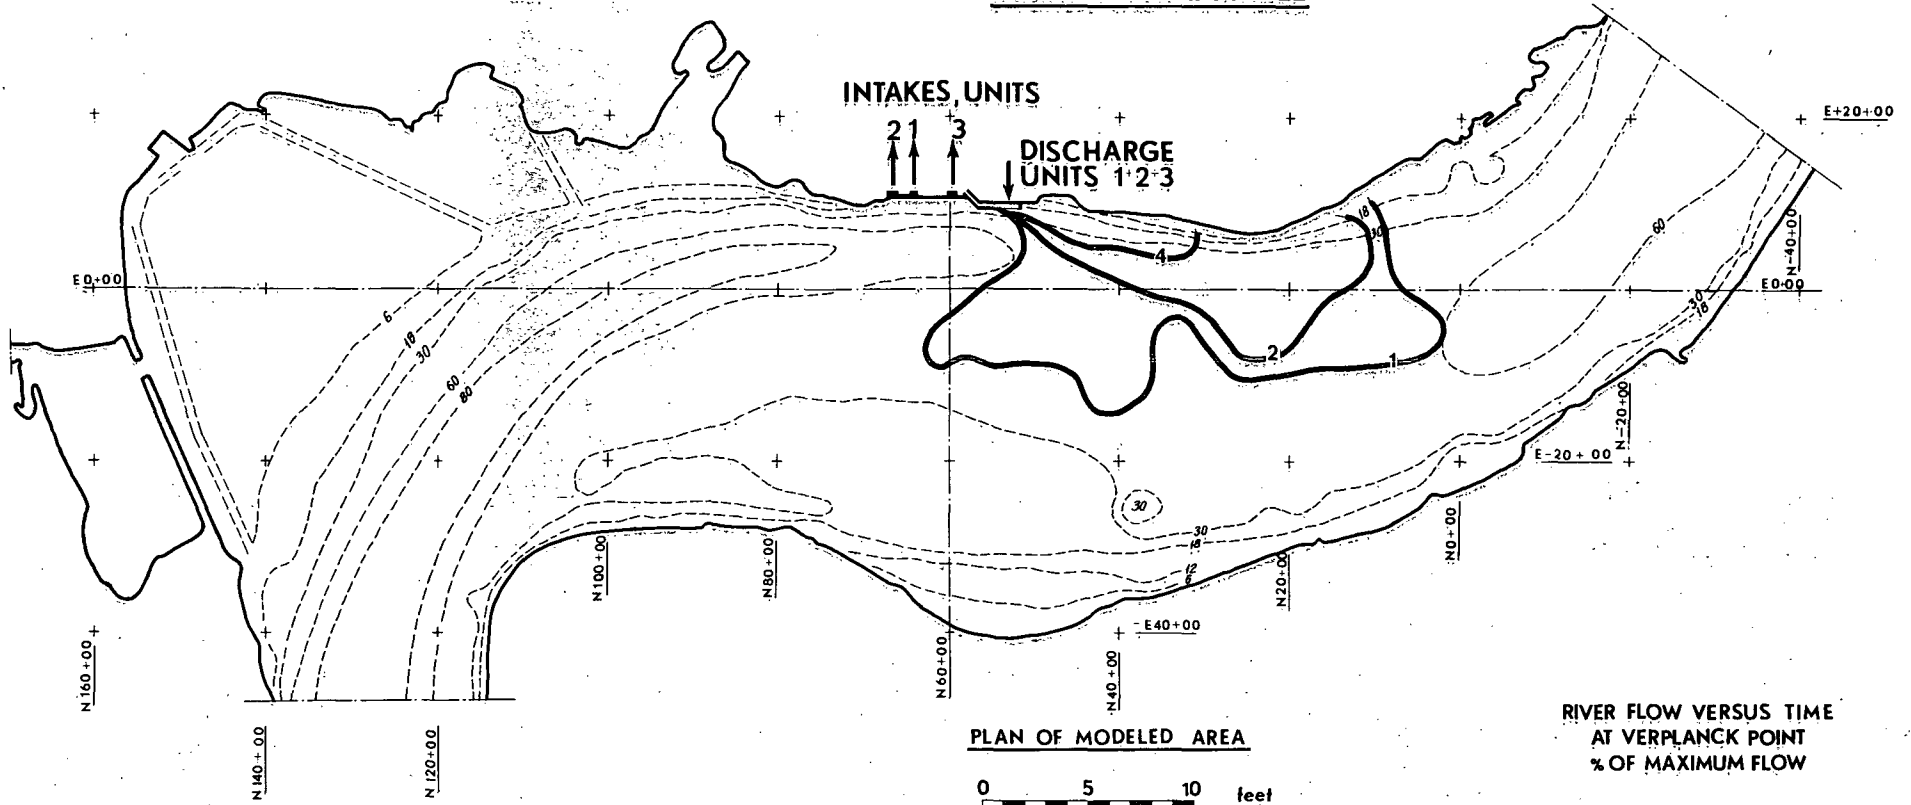 INTAKES, UNITS
2 1 3
DISCHARGE
UNITS 1+2+3
E+20+00
18
30
60
4
N-40+00
E0+00
E0+00
6
18
30
60
80
30
18
2
1
N-20+00
E-20+00
30
30
18
12
6
N0+00
N20+00
N100+00
N80+00
-E40+00
N160+00
N60+00
N40+00
N140+00
N120+00
PLAN OF MODELED AREA
0 5 10 feet
RIVER FLOW VERSUS TIME
AT VERPLANCK POINT
% OF MAXIMUM FLOW